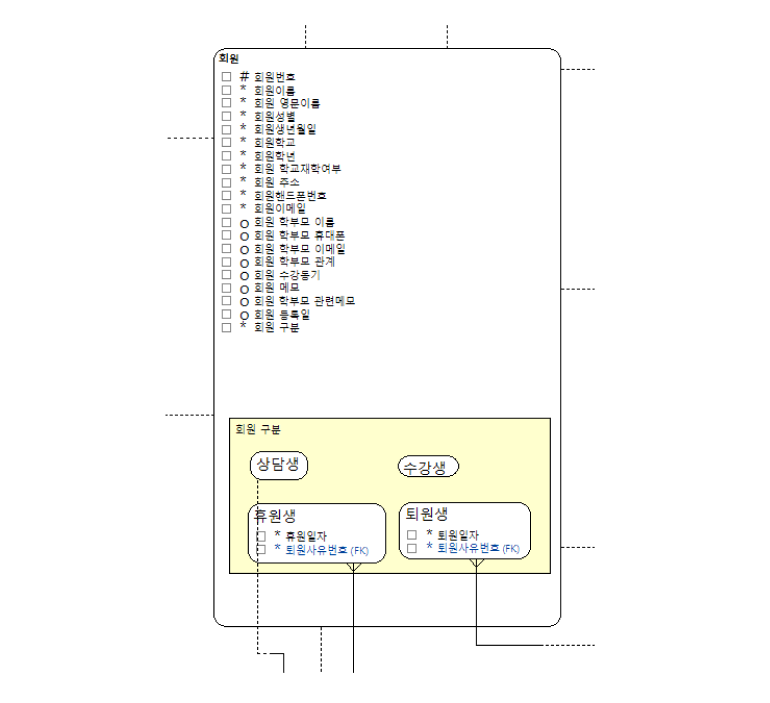 회원
# 회원번호
* 회원이름
* 회원 영문이름
* 회원성별
* 회원생년월일
* 회원학교
* 회원학년
* 회원 학교재학여부
* 회원 주소
* 회원핸드폰번호
* 회원이메일
o 회원 학부모 이름
o 회원 학부모 휴대폰
o 회원 학부모 이메일
o 회원 학부모 관계
o 회원 수강동기
o 회원 메모
o 회원 학부모 관련메모
o 회원 등록일
* 회원 구분
회원 구분
상담생
수강생
휴원생
* 휴원일자
* 퇴원사유번호 (FK)
퇴원생
* 퇴원일자
* 퇴원사유번호 (FK)